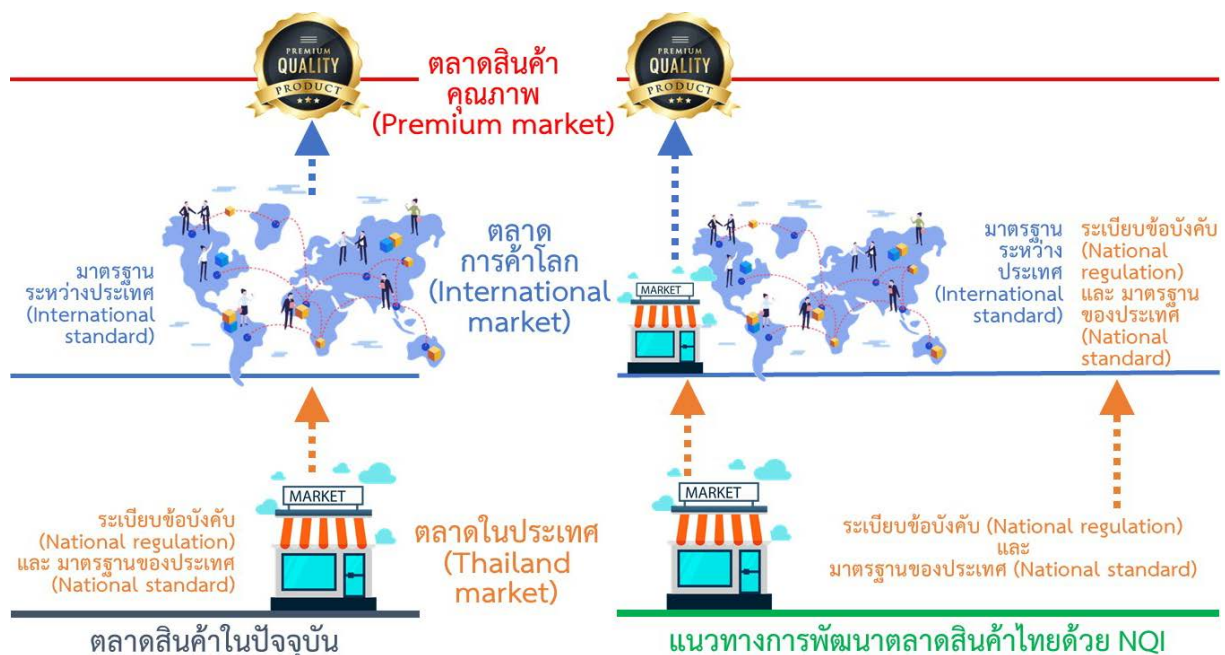 PREMIUM
QUALITY
PRODUCT
ตลาดสินค้า
คุณภาพ
(Premium market)
PREMIUM
QUALITY
PRODUCT
มาตรฐาน
ระหว่างประเทศ
(International
standard)
ตลาด
การค้าโลก
(International
market)
MARKET
มาตรฐาน
ระหว่าง
ประเทศ
(International
standard)
ระเบียบข้อบังคับ
(National
regulation)
และ มาตรฐาน
ของประเทศ
(National
standard)
ระเบียบข้อบังคับ
(National regulation)
และ มาตรฐานของประเทศ
(National standard)
MARKET
ตลาดในประเทศ
(Thailand
market)
MARKET
ระเบียบข้อบังคับ (National regulation)
และ
มาตรฐานของประเทศ (National standard)
ตลาดสินค้าในปัจจุบัน
แนวทางการพัฒนาตลาดสินค้าไทยด้วย NQI